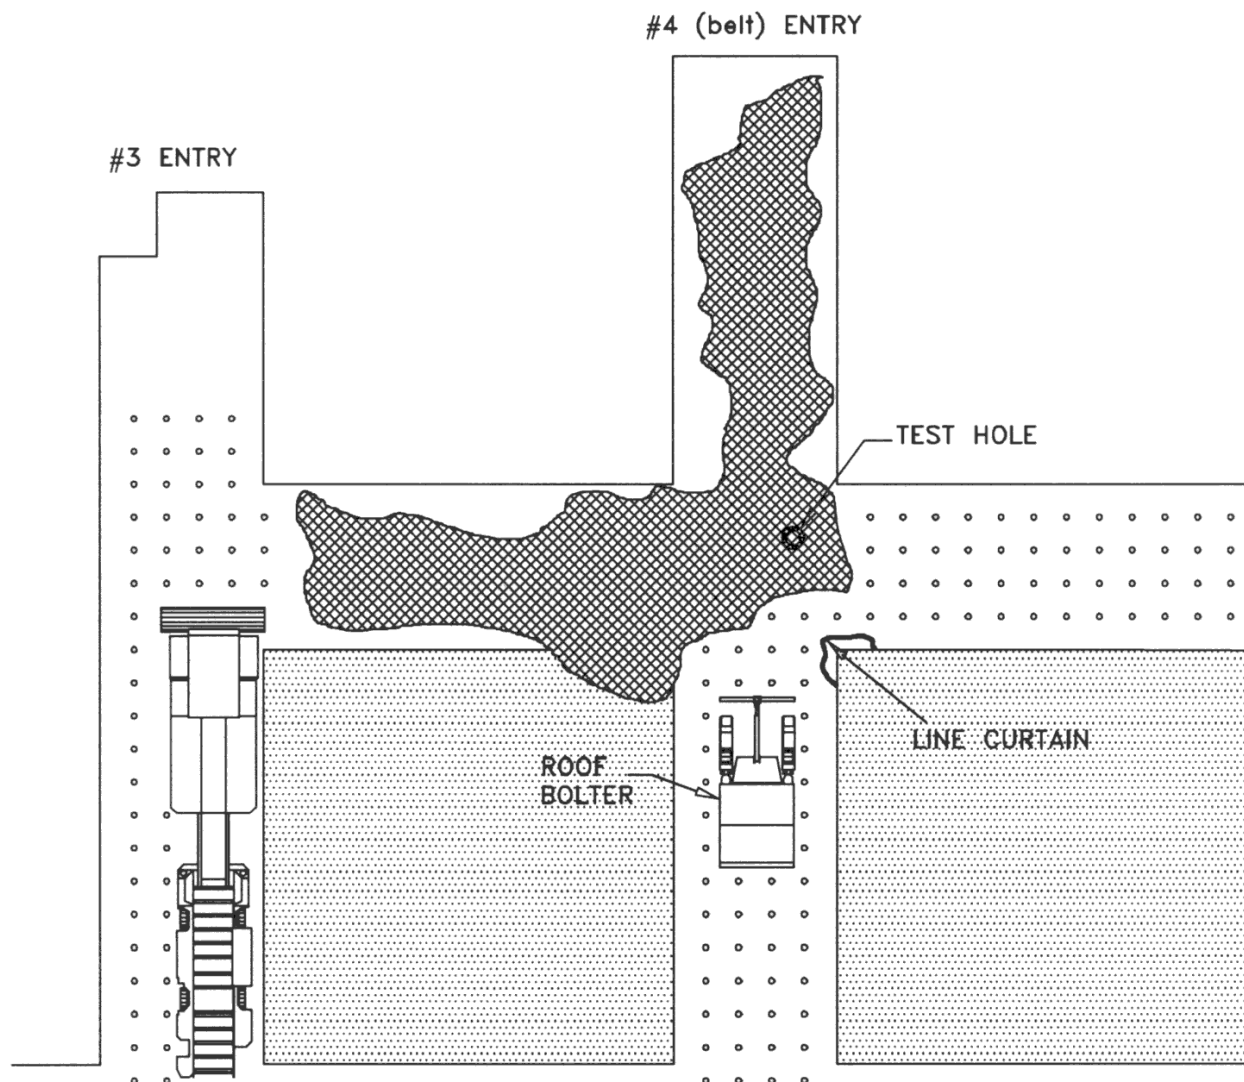 #4 (belt) ENTRY
#3 ENTRY
TEST HOLE
LINE CURTAIN
ROOF
BOLTER